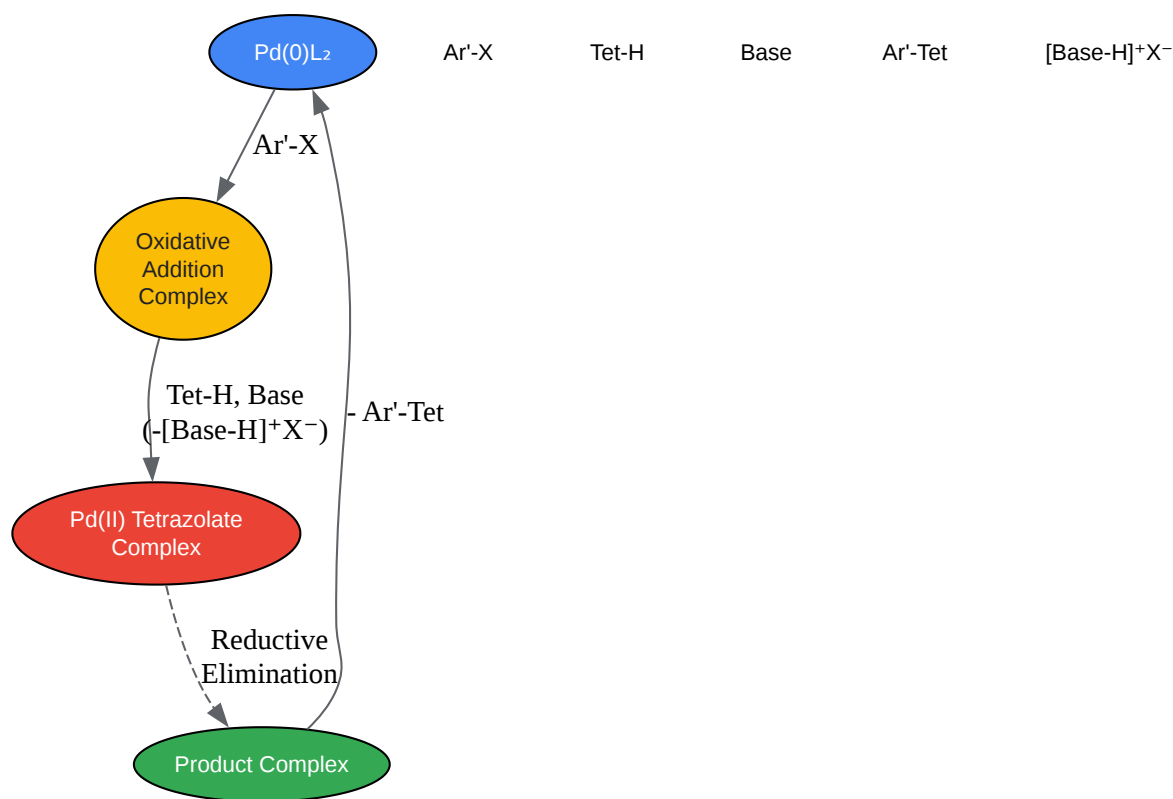 Pd(0)L₂
Ar'-X
Tet-H
Base
Ar'-Tet
[Base-H]⁺X⁻
Ar'-X
Oxidative
Addition
Complex
Tet-H, Base
(-[Base-H]⁺X⁻)
- Ar'-Tet
Pd(II) Tetrazolate
Complex
Reductive
Elimination
Product Complex